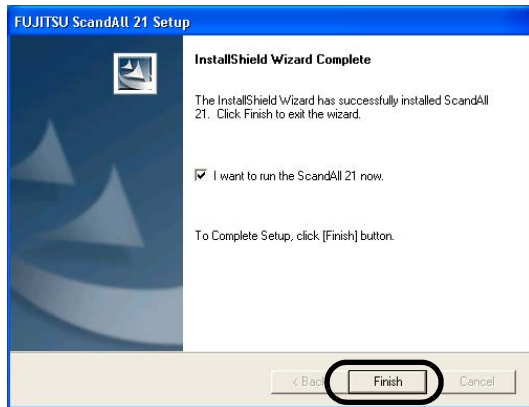 FUJITSU ScandAll 21 Setup
InstallShield Wizard Complete
The InstallShield Wizard has successfully installed ScandAll
21. Click Finish to exit the wizard.
I want to run the ScandAll 21 now.
To Complete Setup, click [Finish] button.
< Back
Finish
Cancel